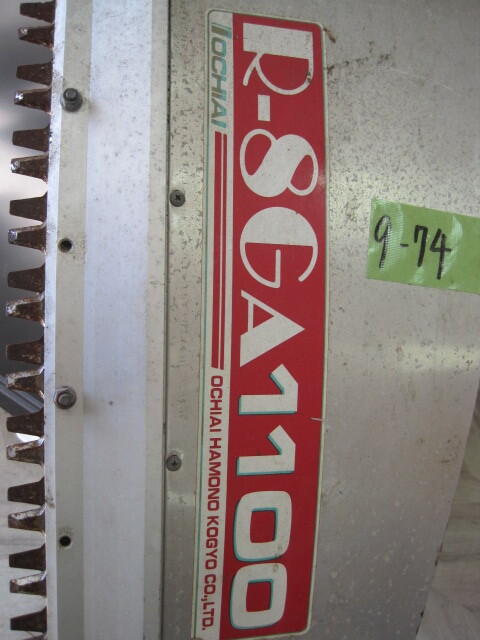 OCHIAI
R-8GA1100
OCHIAI HAMONO KOGYO CO.,LTD.
9-74